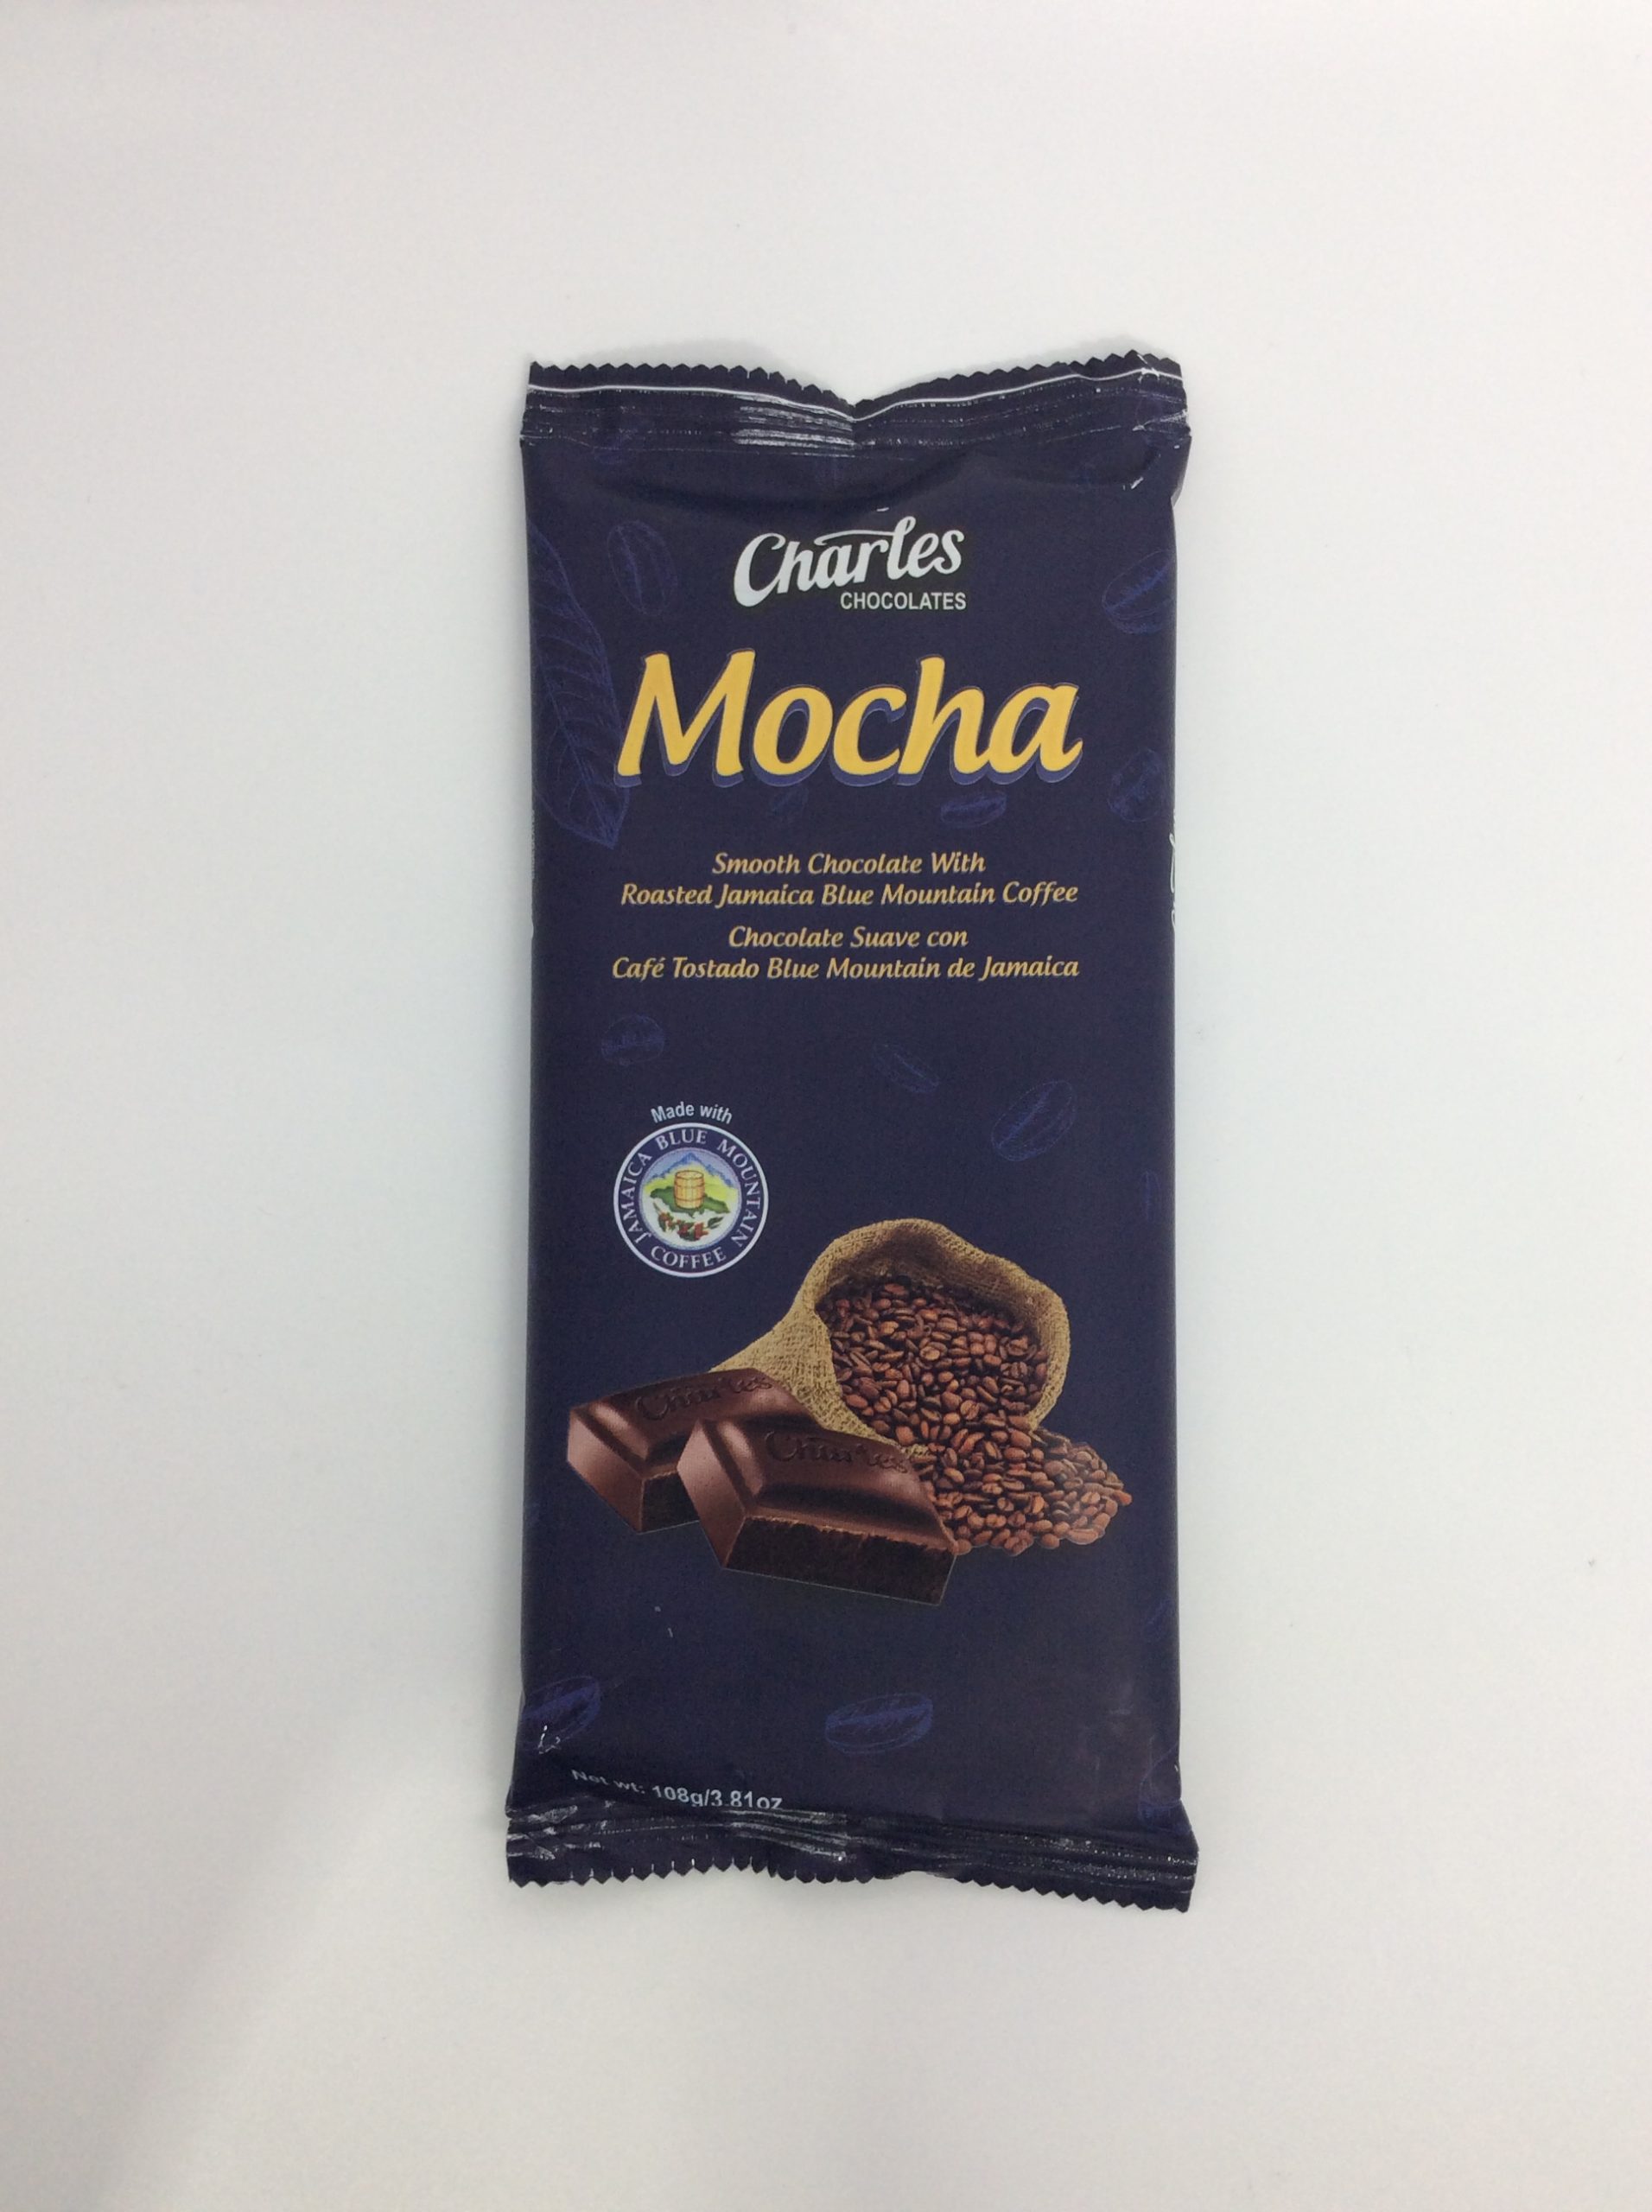 Charles
CHOCOLATES
Mocha
Smooth Chocolate With
Roasted Jamaica Blue Mountain Coffee
Chocolate Suave con
Café Tostado Blue Mountain de Jamaica
Made with
JAMAICA BLUE MOUNTAIN
COFFEE
Charles
Charles
Net wt: 108g/3.81oz